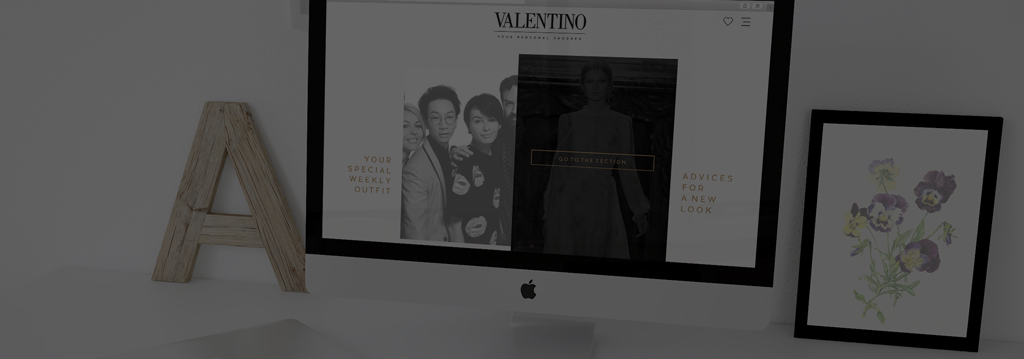 VALENTINO
YOUR PERSONAL SHOPPER
YOUR
SPECIAL
WEEKLY
OUTFIT
GO TO THE SECTION
ADVICES
FOR
A NEW
LOOK
A